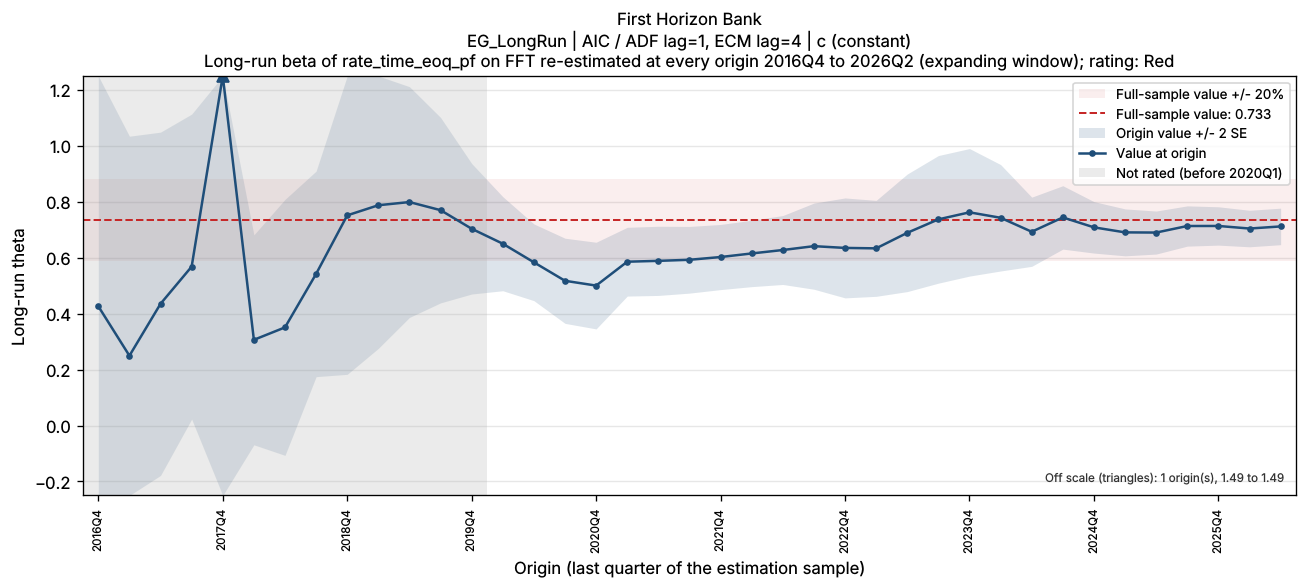 First Horizon Bank
EG_LongRun | AIC / ADF lag=1, ECM lag=4 | c (constant)
Long-run beta of rate_time_eoq_pf on FFT re-estimated at every origin 2016Q4 to 2026Q2 (expanding window); rating: Red
Full-sample value +/- 20%
Full-sample value: 0.733
Origin value +/- 2 SE
Value at origin
Not rated (before 2020Q1)
Long-run theta
1.2
1.0
0.8
0.6
0.4
0.2
0.0
−0.2
Off scale (triangles): 1 origin(s), 1.49 to 1.49
2016Q4
2017Q4
2018Q4
2019Q4
2020Q4
2021Q4
2022Q4
2023Q4
2024Q4
2025Q4
Origin (last quarter of the estimation sample)